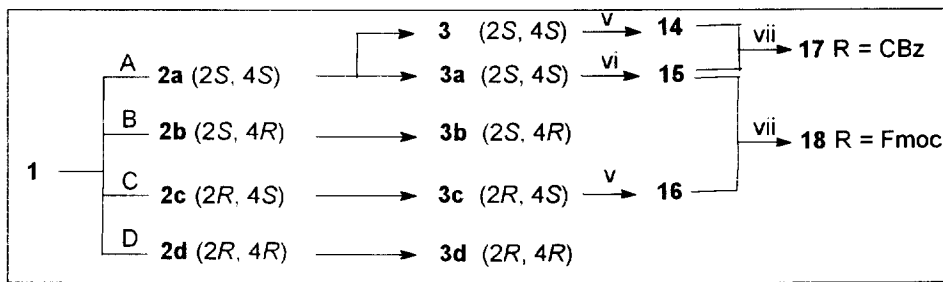 3 (2S, 4S) v 14
A 2a (2S, 4S) 3a (2S, 4S) vi 15 vii 17 R = CBz
B 2b (2S, 4R) 3b (2S, 4R)
1 vii 18 R = Fmoc
C 2c (2R, 4S) 3c (2R, 4S) v 16
D 2d (2R, 4R) 3d (2R, 4R)